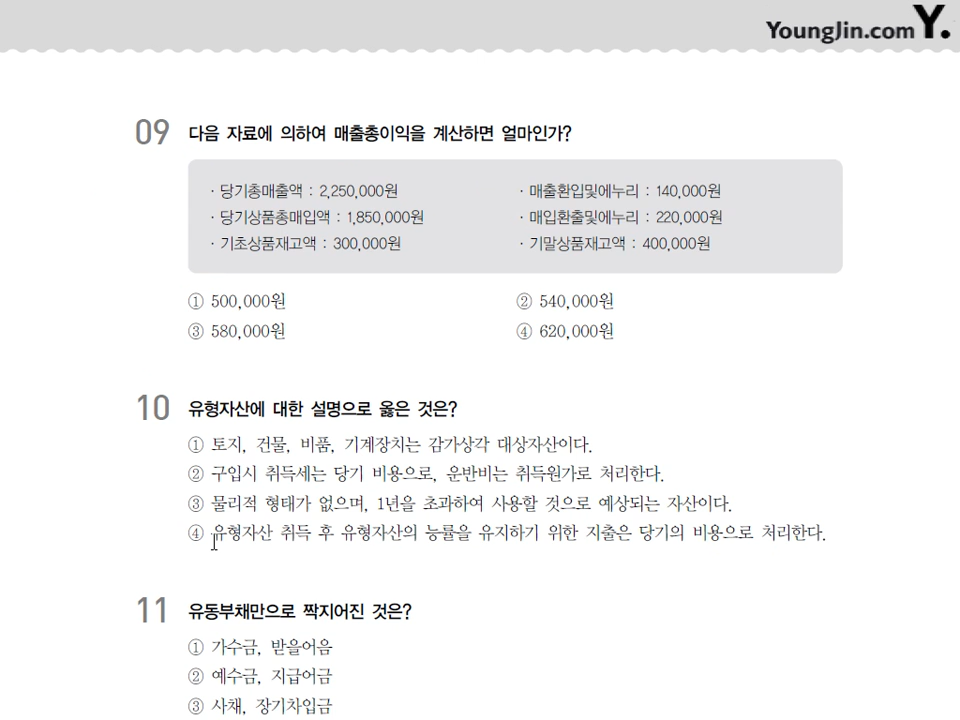 YoungJin.com Y.
09 다음 자료에 의하여 매출총이익을 계산하면 얼마인가?
· 당기총매출액 : 2,250,000원 · 매출환입및에누리 : 140,000원
· 당기상품총매입액 : 1,850,000원 · 매입환출및에누리 : 220,000원
· 기초상품재고액 : 300,000원 · 기말상품재고액 : 400,000원
① 500,000원 ② 540,000원
③ 580,000원 ④ 620,000원
10 유형자산에 대한 설명으로 옳은 것은?
① 토지, 건물, 비품, 기계장치는 감가상각 대상자산이다.
② 구입시 취득세는 당기 비용으로, 운반비는 취득원가로 처리한다.
③ 물리적 형태가 없으며, 1년을 초과하여 사용할 것으로 예상되는 자산이다.
④ 유형자산 취득 후 유형자산의 능률을 유지하기 위한 지출은 당기의 비용으로 처리한다.
11 유동부채만으로 짝지어진 것은?
① 가수금, 받을어음
② 예수금, 지급어음
③ 사채, 장기차입금